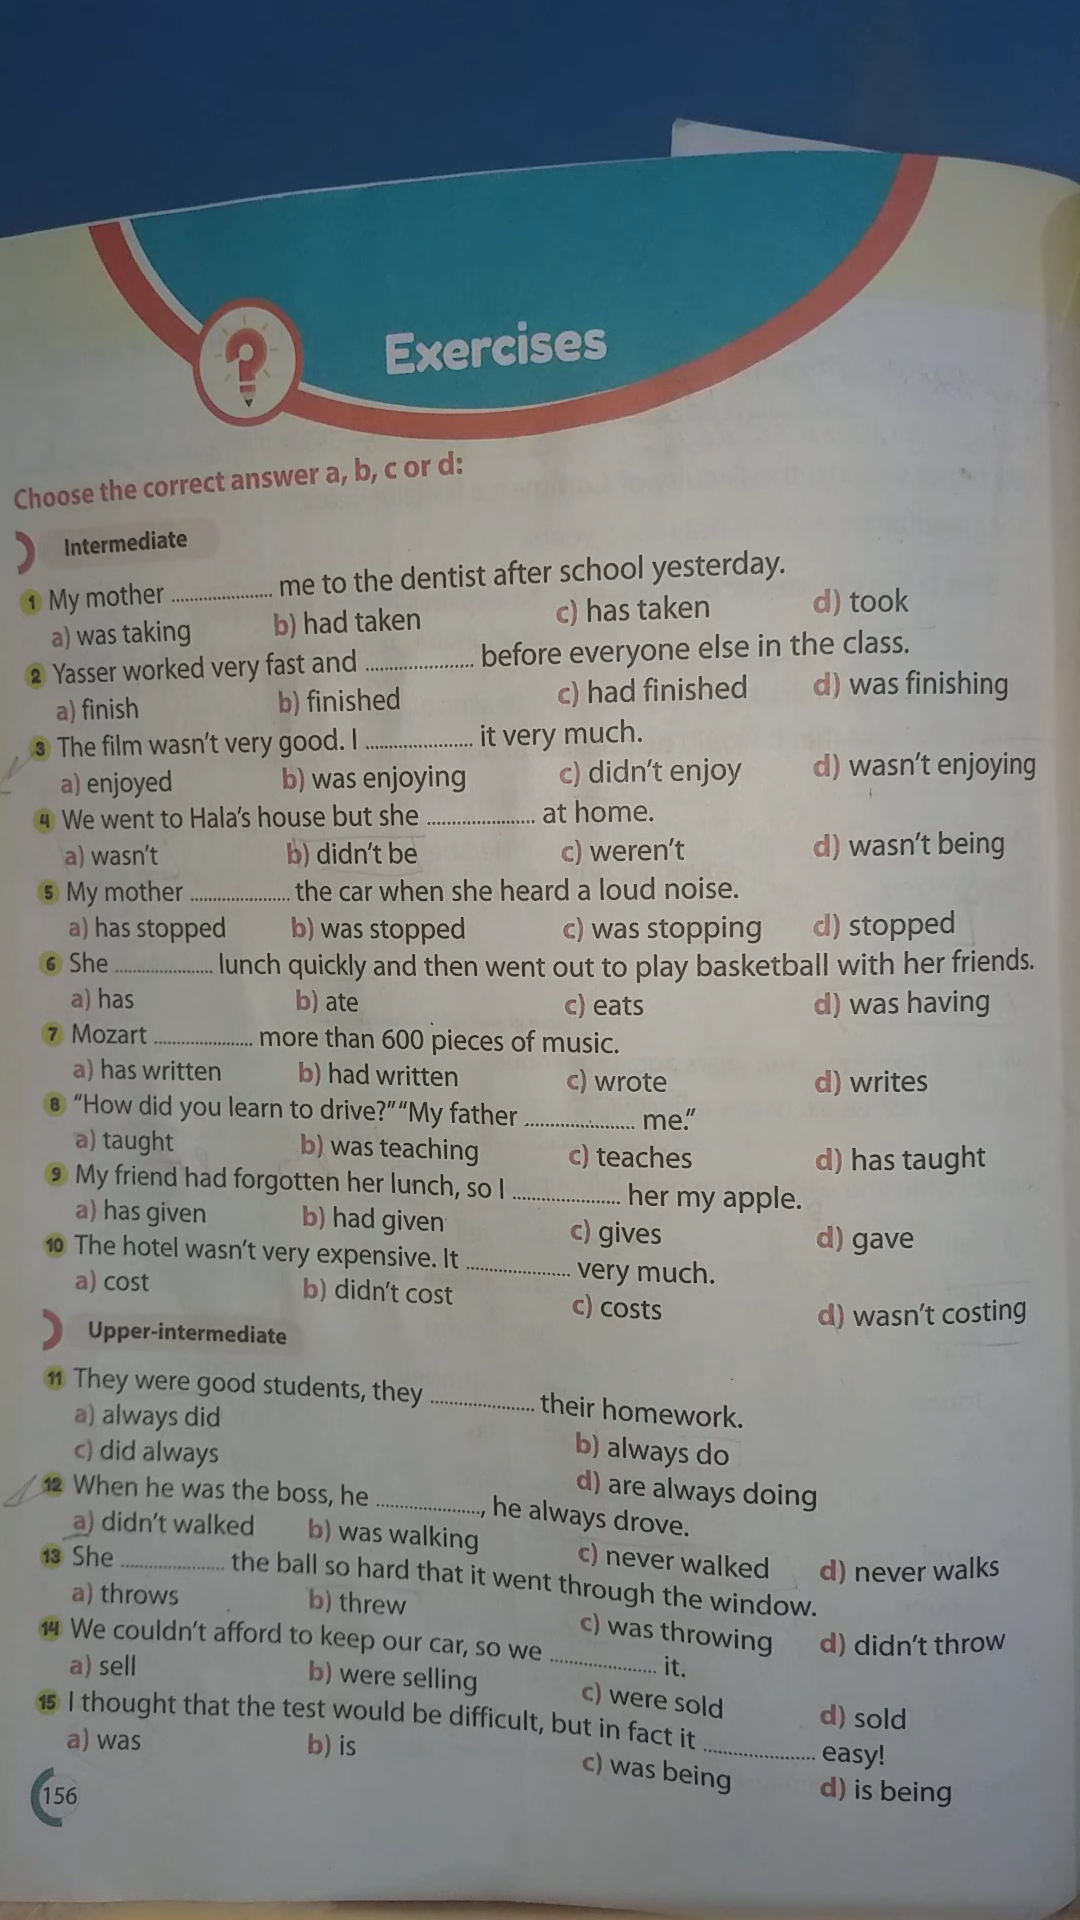 Exercises
Choose the correct answer a, b, c or d:
Intermediate
1 My mother .................... me to the dentist after school yesterday.
a) was taking b) had taken c) has taken d) took
2 Yasser worked very fast and .................... before everyone else in the class.
a) finish b) finished c) had finished d) was finishing
3 The film wasn't very good. I .................... it very much.
a) enjoyed b) was enjoying c) didn't enjoy d) wasn't enjoying
4 We went to Hala's house but she .................... at home.
a) wasn't b) didn't be c) weren't d) wasn't being
5 My mother .................... the car when she heard a loud noise.
a) has stopped b) was stopped c) was stopping d) stopped
6 She .................... lunch quickly and then went out to play basketball with her friends.
a) has b) ate c) eats d) was having
7 Mozart .................... more than 600 pieces of music.
a) has written b) had written c) wrote d) writes
8 "How did you learn to drive?" "My father .................... me."
a) taught b) was teaching c) teaches d) has taught
9 My friend had forgotten her lunch, so I .................... her my apple.
a) has given b) had given c) gives d) gave
10 The hotel wasn't very expensive. It .................... very much.
a) cost b) didn't cost c) costs d) wasn't costing
Upper-intermediate
11 They were good students, they .................... their homework.
a) always did b) always do
c) did always d) are always doing
12 When he was the boss, he ...................., he always drove.
a) didn't walked b) was walking c) never walked d) never walks
13 She .................... the ball so hard that it went through the window.
a) throws b) threw c) was throwing d) didn't throw
14 We couldn't afford to keep our car, so we .................... it.
a) sell b) were selling c) were sold d) sold
15 I thought that the test would be difficult, but in fact it .................... easy!
a) was b) is c) was being d) is being
156